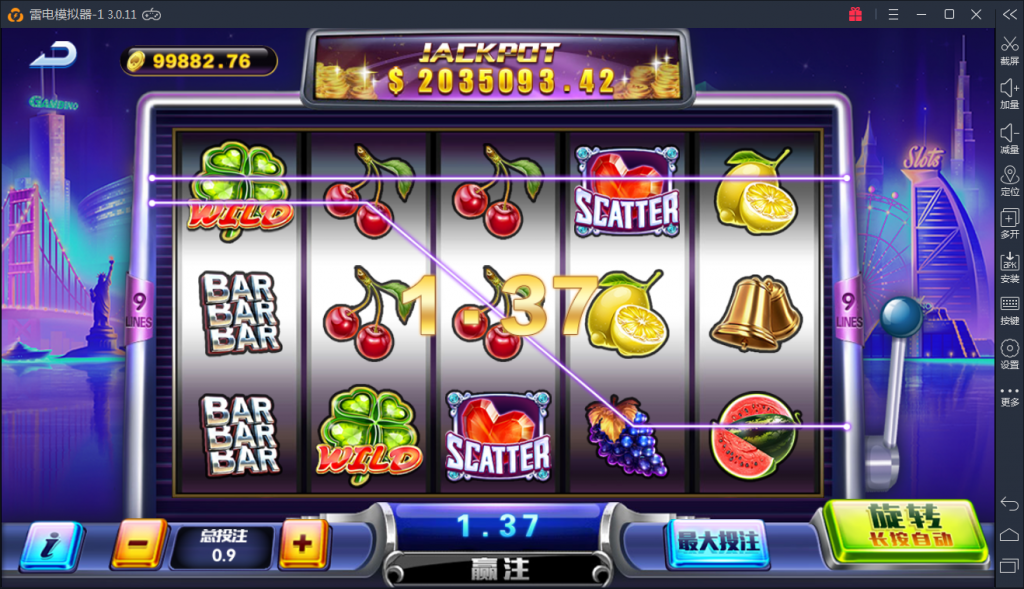 雷电模拟器-1 3.0.11
99882.76
JACKPOT
$ 2035093.42
GAMBINO
Slots
WILD
SCATTER
9
LINES
BAR
BAR
BAR
1.37
9
LINES
BAR
BAR
BAR
WILD
SCATTER
i
-
总投注
0.9
+
1.37
赢注
最大投注
旋转
长按自动
截屏
加量
减量
定位
多开
APK
安装
按键
设置
更多